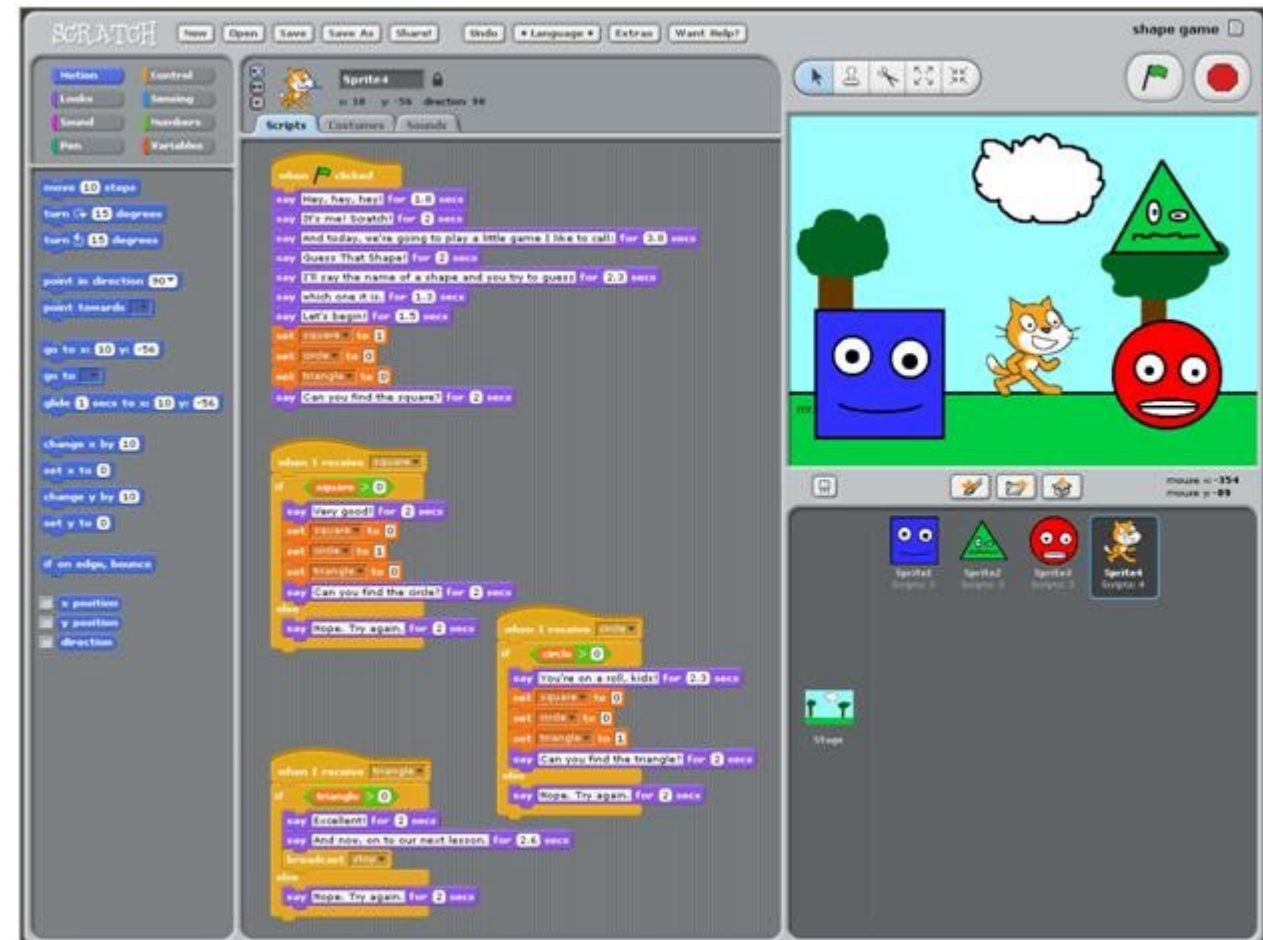 SCRATCH New Open Save Save As Share! Undo Language Extras Want Help? shape game
Motion Control
Looks Sensing
Sound Numbers
Pen Variables
move 10 steps
turn 15 degrees
turn 15 degrees
point in direction 90
point towards
go to x: 10 y: -56
go to
glide 1 secs to x: 10 y: -56
change x by 10
set x to 0
change y by 10
set y to 0
if on edge, bounce
x position
y position
direction
Sprite4
x: 10 y: -56 direction: 90
Scripts Costumes Sounds
when clicked
say Hey, hey, hey! for 1.8 secs
say It's me! Scratch! for 2 secs
say And today, we're going to play a little game I like to call: for 3.8 secs
say Guess That Shape! for 2 secs
say I'll say the name of a shape and you try to guess for 2.3 secs
say which one it is. for 1.3 secs
say Let's begin! for 1.5 secs
set square to 1
set circle to 0
set triangle to 0
say Can you find the square? for 2 secs
when I receive square
if square > 0
say Very good! for 2 secs
set square to 0
set circle to 1
set triangle to 0
say Can you find the circle? for 2 secs
else
say Nope. Try again. for 2 secs
when I receive circle
if circle > 0
say You're on a roll, kids! for 2.3 secs
set square to 0
set circle to 0
set triangle to 1
say Can you find the triangle? for 2 secs
else
say Nope. Try again. for 2 secs
when I receive triangle
if triangle > 0
say Excellent! for 2 secs
say And now, on to our next lesson. for 2.6 secs
broadcast stop
else
say Nope. Try again. for 2 secs
mouse x: -354
mouse y: -89
Sprite1 Sprite2 Sprite3 Sprite4
Scripts: 4
Stage